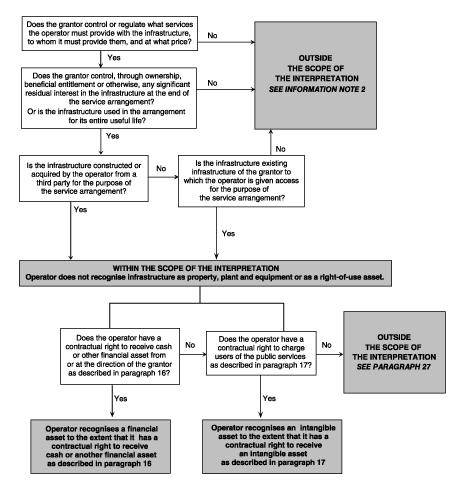 Does the grantor control or regulate what services
the operator must provide with the infrastructure,
to whom it must provide them, and at what price?
No
Yes
OUTSIDE
THE SCOPE OF
THE INTERPRETATION
SEE INFORMATION NOTE 2
Does the grantor control, through ownership,
beneficial entitlement or otherwise, any significant
residual interest in the infrastructure at the end of
the service arrangement?
Or is the infrastructure used in the arrangement
for its entire useful life?
No
Yes
No
Is the infrastructure constructed or
acquired by the operator from a
third party for the purpose of
the service arrangement?
No
Is the infrastructure existing
infrastructure of the grantor to
which the operator is given access
for the purpose of
the service arrangement?
Yes
Yes
WITHIN THE SCOPE OF THE INTERPRETATION
Operator does not recognise infrastructure as property, plant and equipment or as a right-of-use asset.
Does the operator have a
contractual right to receive cash
or other financial asset from
or at the direction of the grantor
as described in paragraph 16?
No
Does the operator have a
contractual right to charge
users of the public services
as described in paragraph 17?
No
OUTSIDE
THE SCOPE OF
THE INTERPRETATION
SEE PARAGRAPH 27
Yes
Yes
Operator recognises a financial
asset to the extent that it has a
contractual right to receive
cash or another financial asset
as described in paragraph 16
Operator recognises an intangible
asset to the extent that it has a
contractual right to receive
an intangible asset
as described in paragraph 17